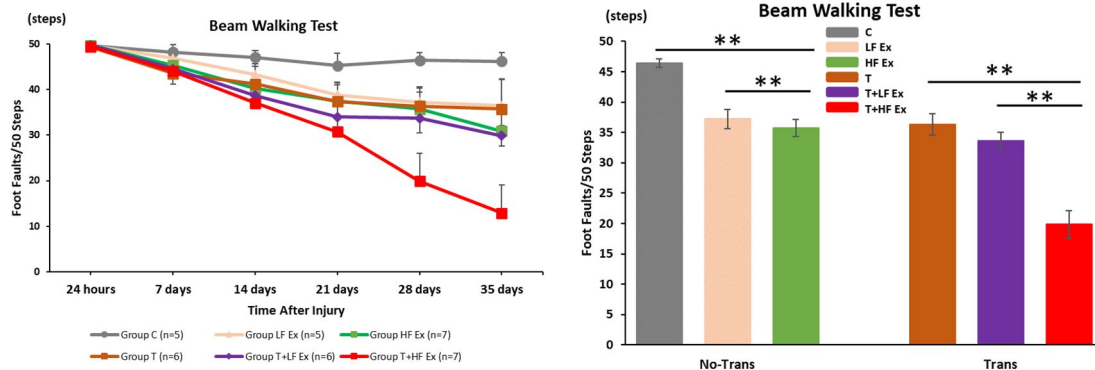 (steps)
Beam Walking Test
50
40
30
20
10
0
Foot Faults/50 Steps
24 hours 7 days 14 days 21 days 28 days 35 days
Time After Injury
Group C (n=5) Group LF Ex (n=5) Group HF Ex (n=7)
Group T (n=6) Group T+LF Ex (n=6) Group T+HF Ex (n=7)
(steps)
Beam Walking Test
C
LF Ex
HF Ex
T
T+LF Ex
T+HF Ex
**
**
**
**
50
45
40
35
30
25
20
15
10
5
0
Foot Faults/50 Steps
No-Trans Trans